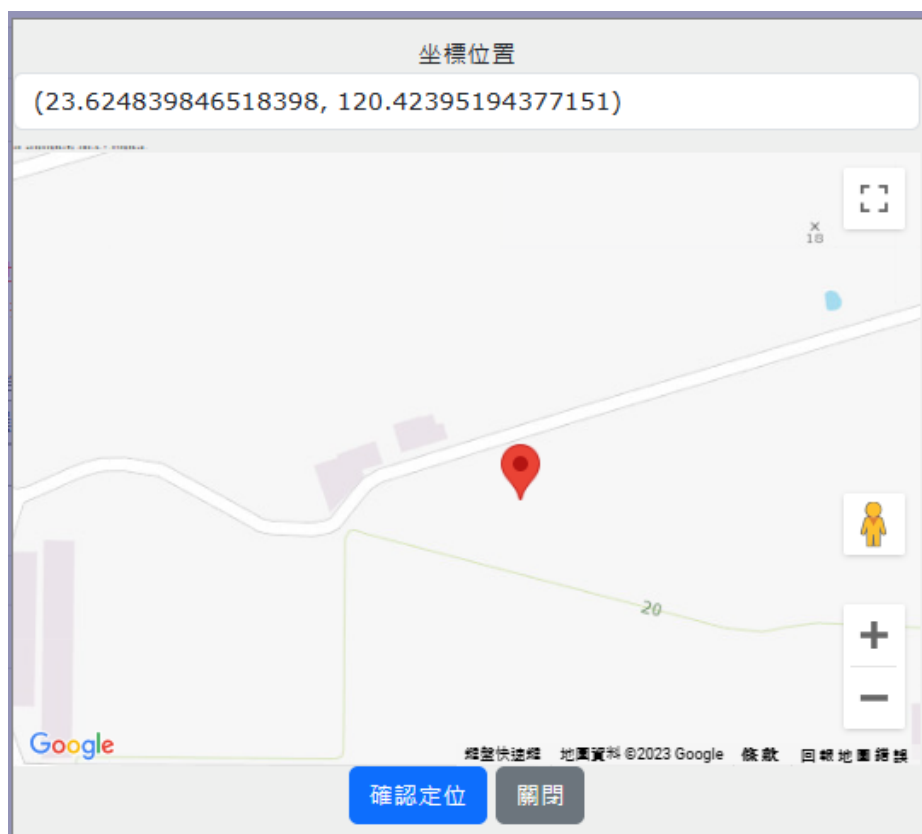 坐標位置
(23.624839846518398, 120.42395194377151)
×
18
20
Google
鍵盤快速鍵 地圖資料 ©2023 Google 條款 回報地圖錯誤
確認定位 關閉